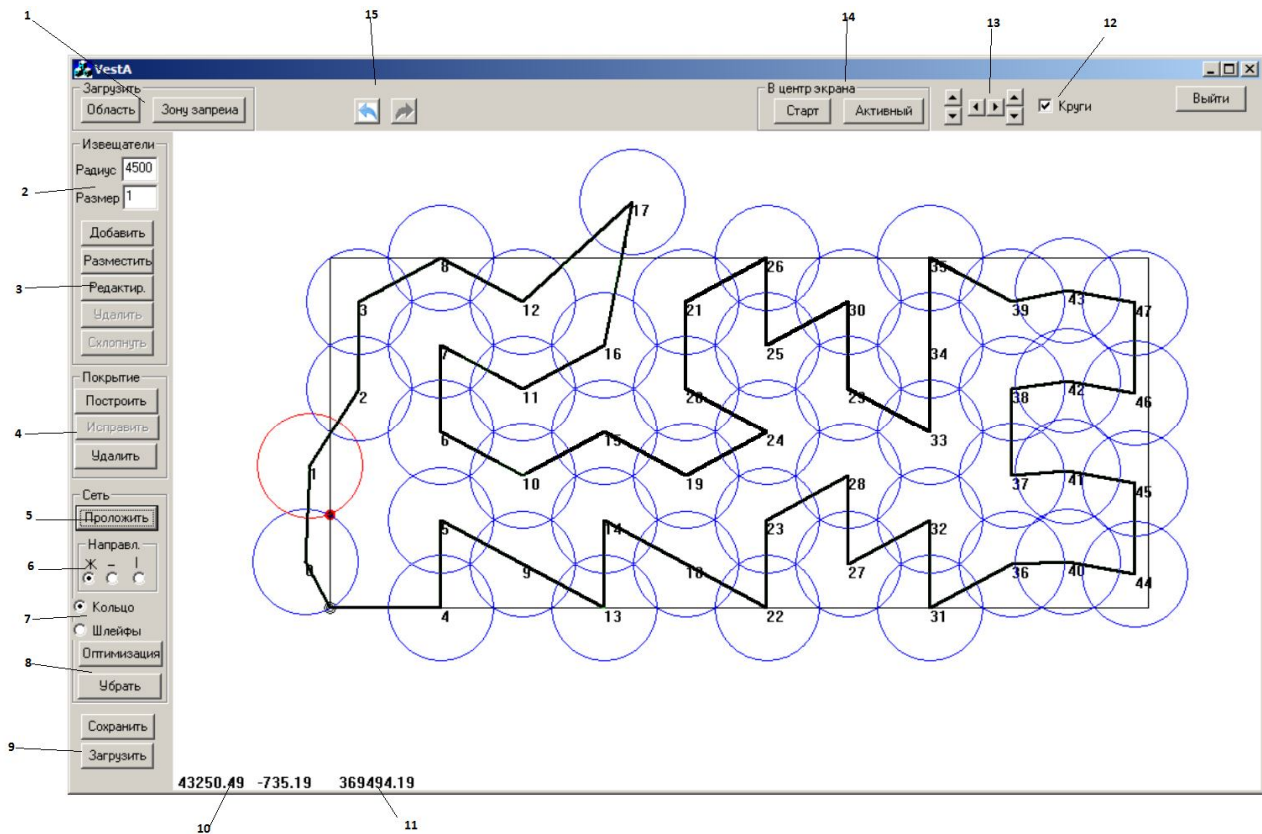 1
15
14
13
12
VestA
Загрузить
Область
Зону запреиа
В центр экрана
Старт
Активный
Круги
Выйти
Извещатели
2
Радиус 4500
Размер 1
Добавить
Разместить
3
Редактир.
Удалить
Схлопнуть
Покрытие
Построить
4
Исправить
Удалить
Сеть
5
Проложить
Направл.
6
Ж – |
Кольцо
7
Шлейфы
Оптимизация
8
Убрать
Сохранить
9
Загрузить
17
8
26
35
3
12
21
30
39
43
47
7
16
25
34
2
11
20
29
38
42
46
6
15
24
33
1
10
19
28
37
41
45
5
14
23
32
0
9
18
27
36
40
44
4
13
22
31
43250.49 -735.19 369494.19
10
11